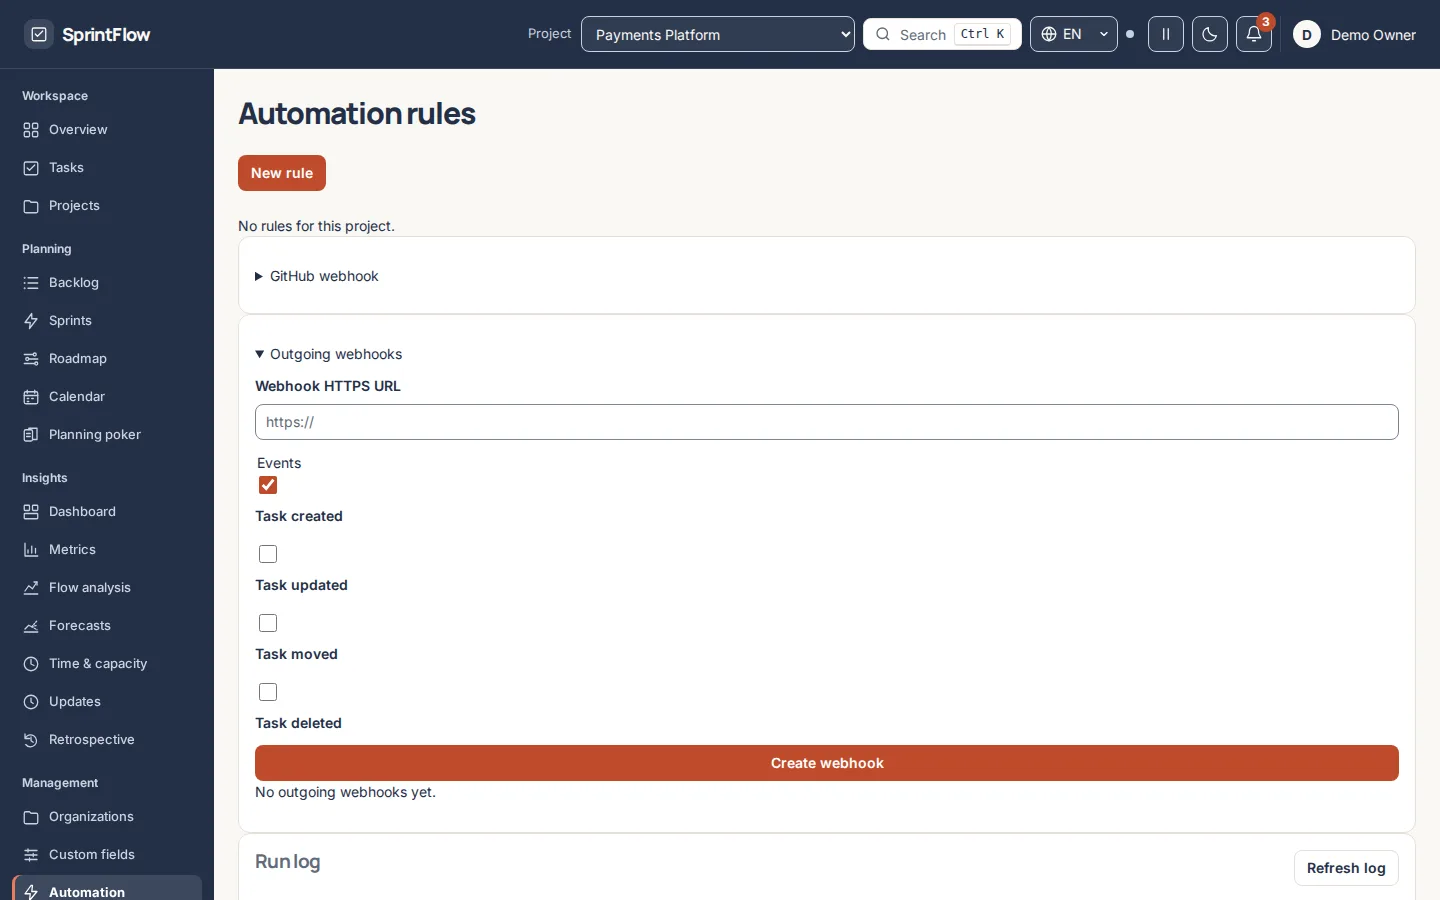 SprintFlow
Project
Payments Platform
Search Ctrl K
EN
3
D
Demo Owner
Workspace
Overview
Tasks
Projects
Planning
Backlog
Sprints
Roadmap
Calendar
Planning poker
Insights
Dashboard
Metrics
Flow analysis
Forecasts
Time & capacity
Updates
Retrospective
Management
Organizations
Custom fields
Automation
Automation rules
New rule
No rules for this project.
GitHub webhook
Outgoing webhooks
Webhook HTTPS URL
https://
Events
Task created
Task updated
Task moved
Task deleted
Create webhook
No outgoing webhooks yet.
Run log
Refresh log